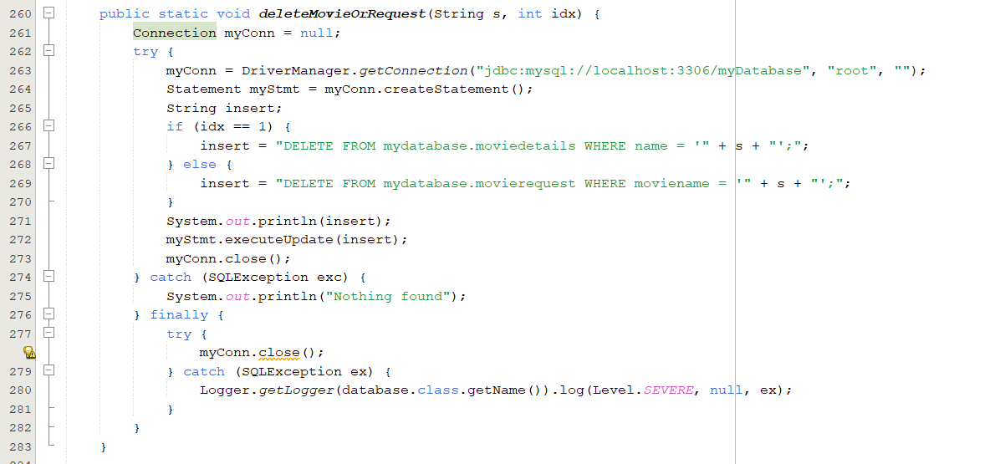 260 public static void deleteMovieOrRequest(String s, int idx) {
261 Connection myConn = null;
262 try {
263 myConn = DriverManager.getConnection("jdbc:mysql://localhost:3306/myDatabase", "root", "");
264 Statement myStmt = myConn.createStatement();
265 String insert;
266 if (idx == 1) {
267 insert = "DELETE FROM mydatabase.moviedetails WHERE name = '" + s + "';";
268 } else {
269 insert = "DELETE FROM mydatabase.movierequest WHERE moviename = '" + s + "';";
270 }
271 System.out.println(insert);
272 myStmt.executeUpdate(insert);
273 myConn.close();
274 } catch (SQLException exc) {
275 System.out.println("Nothing found");
276 } finally {
277 try {
myConn.close();
279 } catch (SQLException ex) {
280 Logger.getLogger(database.class.getName()).log(Level.SEVERE, null, ex);
281 }
282 }
283 }